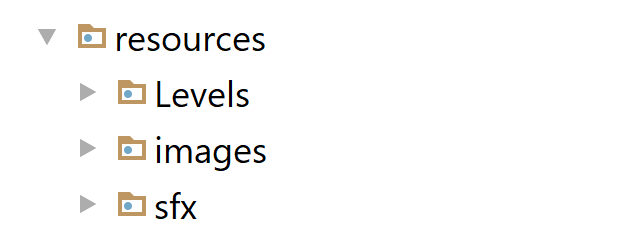 resources
Levels
images
sfx